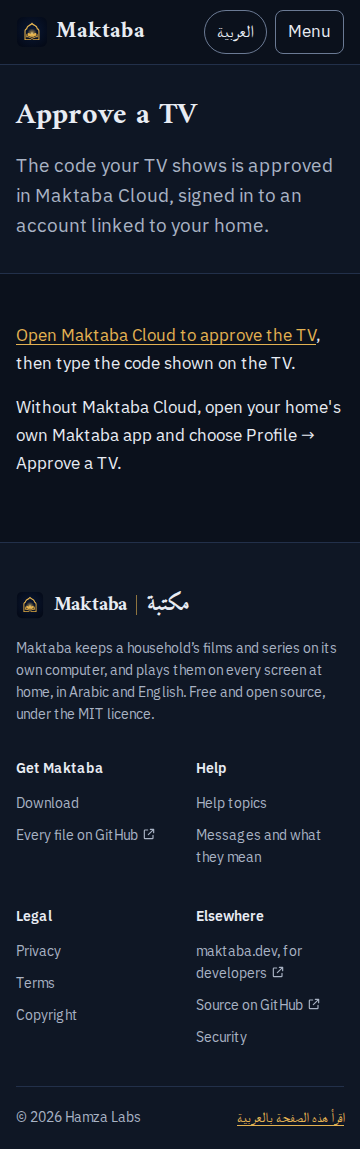 Maktaba
العربية
Menu
Approve a TV
The code your TV shows is approved
in Maktaba Cloud, signed in to an
account linked to your home.
Open Maktaba Cloud to approve the TV,
then type the code shown on the TV.
Without Maktaba Cloud, open your home's
own Maktaba app and choose Profile →
Approve a TV.
Maktaba | مكتبة
Maktaba keeps a household’s films and series on its
own computer, and plays them on every screen at
home, in Arabic and English. Free and open source,
under the MIT licence.
Get Maktaba
Download
Every file on GitHub
Help
Help topics
Messages and what
they mean
Legal
Privacy
Terms
Copyright
Elsewhere
maktaba.dev, for
developers
Source on GitHub
Security
© 2026 Hamza Labs
اقرأ هذه الصفحة بالعربية